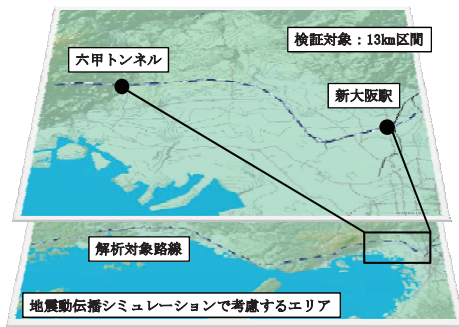 検証対象:13km区間
六甲トンネル
新大阪駅
解析対象路線
地震動伝播シミュレーションで考慮するエリア